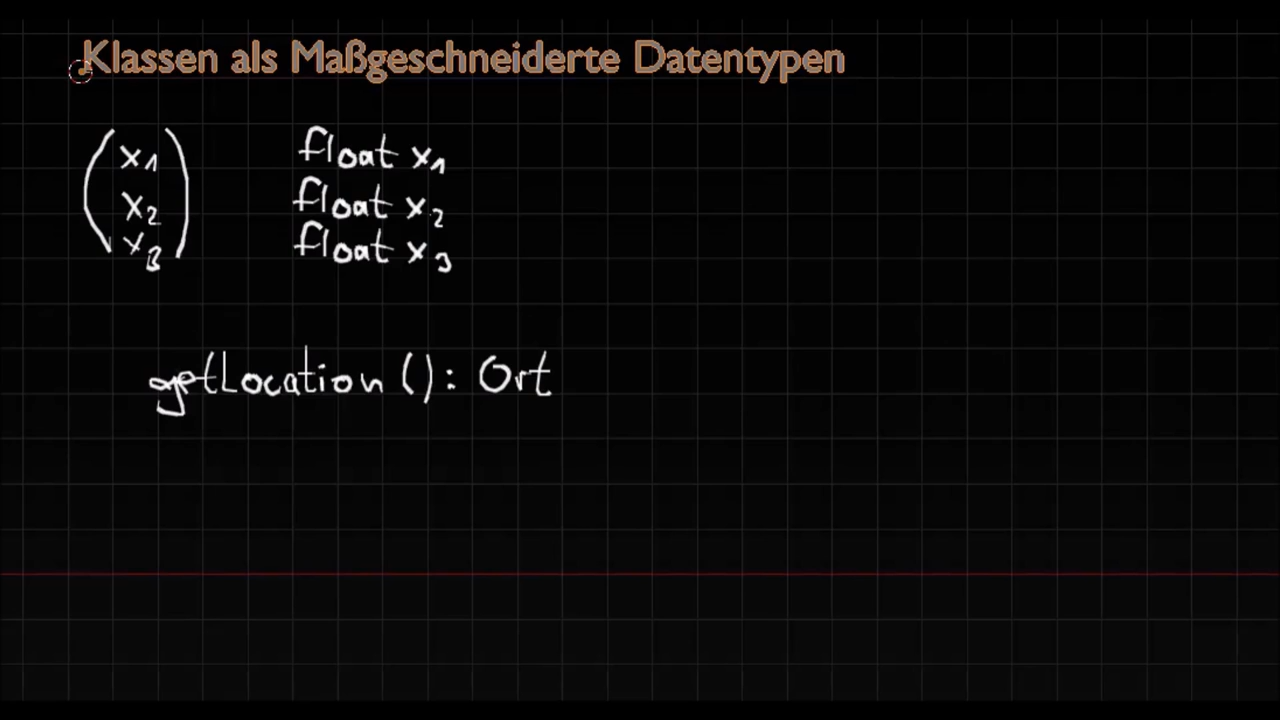 Klassen als Maßgeschneiderte Datentypen
x1 float x1
x2 float x2
x3 float x3
getLocation (): Ort